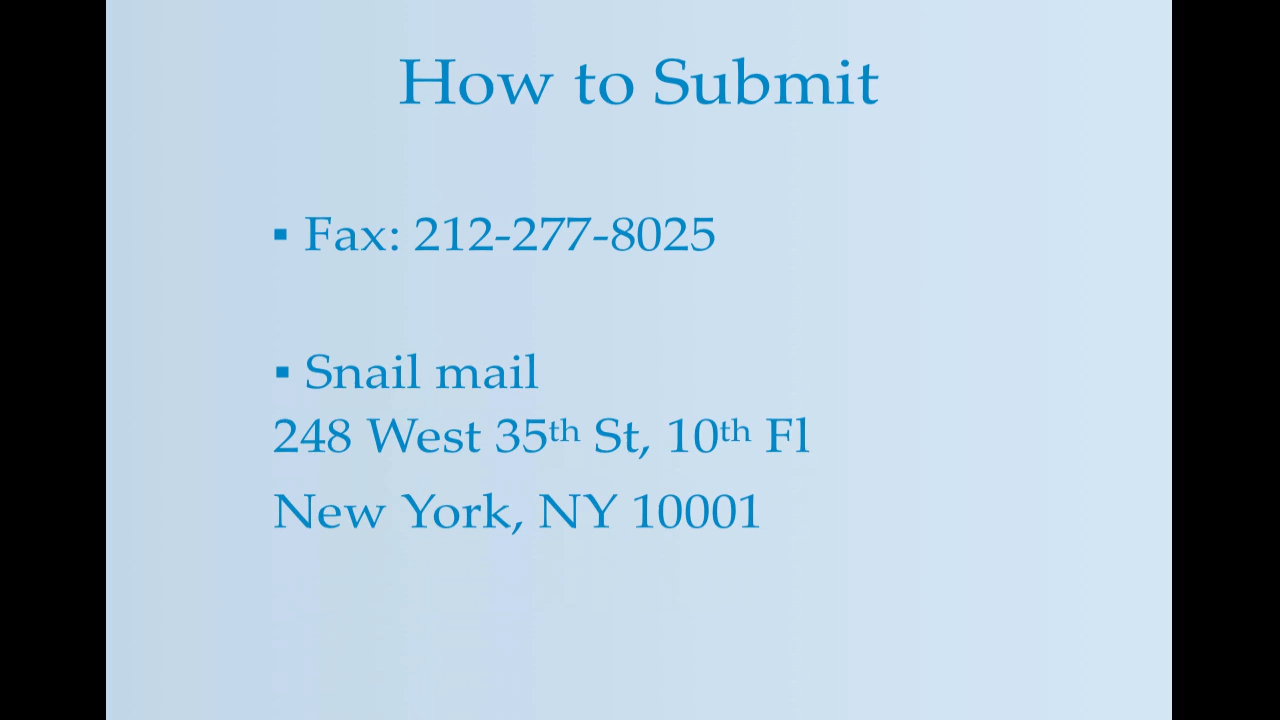 How to Submit
▪ Fax: 212-277-8025
▪ Snail mail
248 West 35th St, 10th Fl
New York, NY 10001